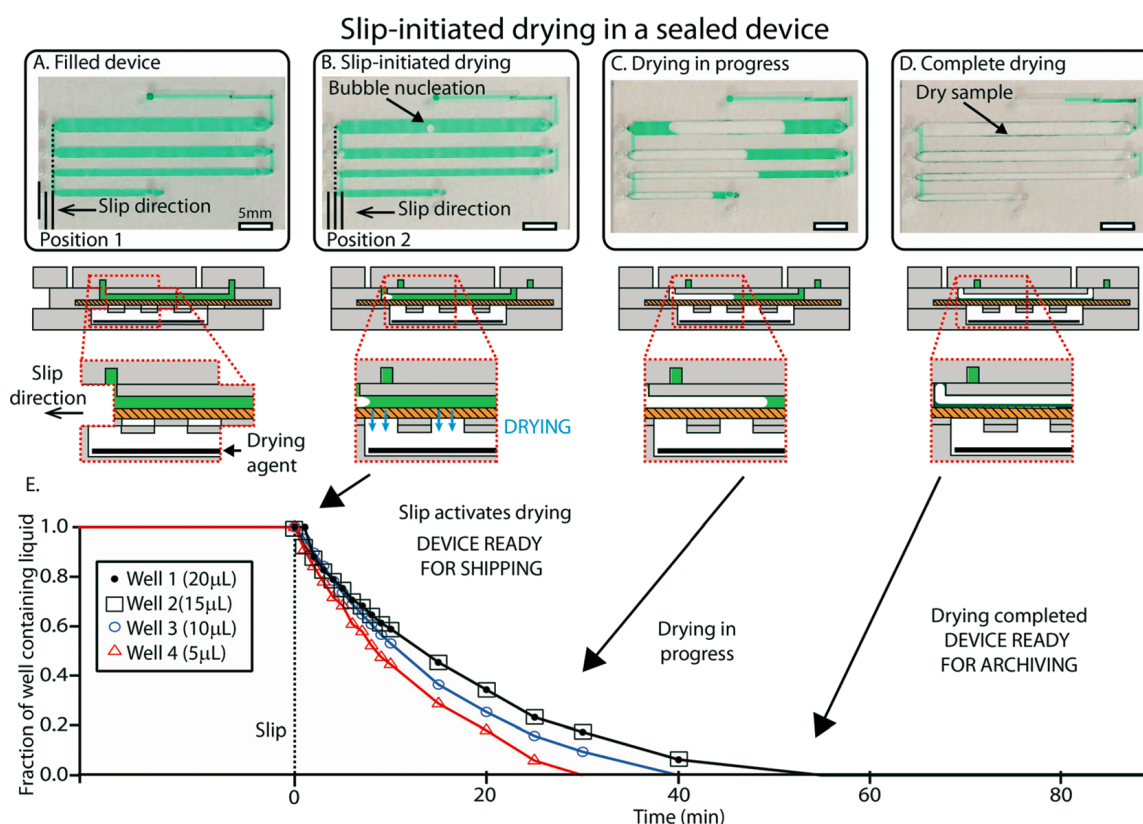 Slip-initiated drying in a sealed device
A. Filled device
Slip direction
5mm
Position 1
B. Slip-initiated drying
Bubble nucleation
Slip direction
Position 2
C. Drying in progress
D. Complete drying
Dry sample
Slip
direction
Drying
agent
DRYING
E.
Slip activates drying
DEVICE READY
FOR SHIPPING
Drying in
progress
Drying completed
DEVICE READY
FOR ARCHIVING
Fraction of well containing liquid
1.0
0.8
0.6
0.4
0.2
0.0
Well 1 (20µL)
Well 2(15µL)
Well 3 (10µL)
Well 4 (5µL)
Slip
0
20
40
60
80
Time (min)